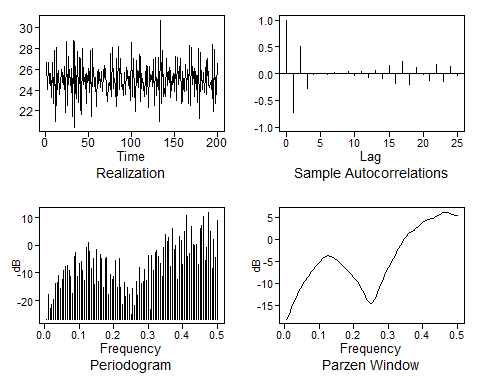 30
28
26
24
22
0 50 100 150 200
Time
Realization
1.0
0.5
0.0
-0.5
-1.0
0 5 10 15 20 25
Lag
Sample Autocorrelations
dB
10
0
-10
-20
0.0 0.1 0.2 0.3 0.4 0.5
Frequency
Periodogram
dB
5
0
-5
-10
-15
0.0 0.1 0.2 0.3 0.4 0.5
Frequency
Parzen Window